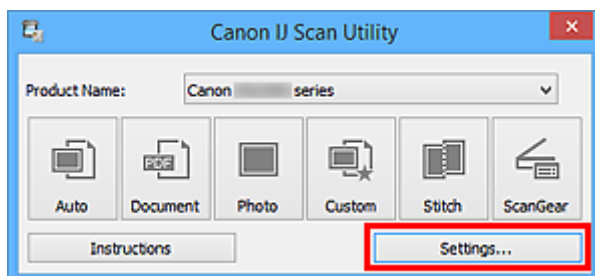 Canon IJ Scan Utility
Product Name: Canon series
PDF
Auto Document Photo Custom Stitch ScanGear
Instructions Settings...